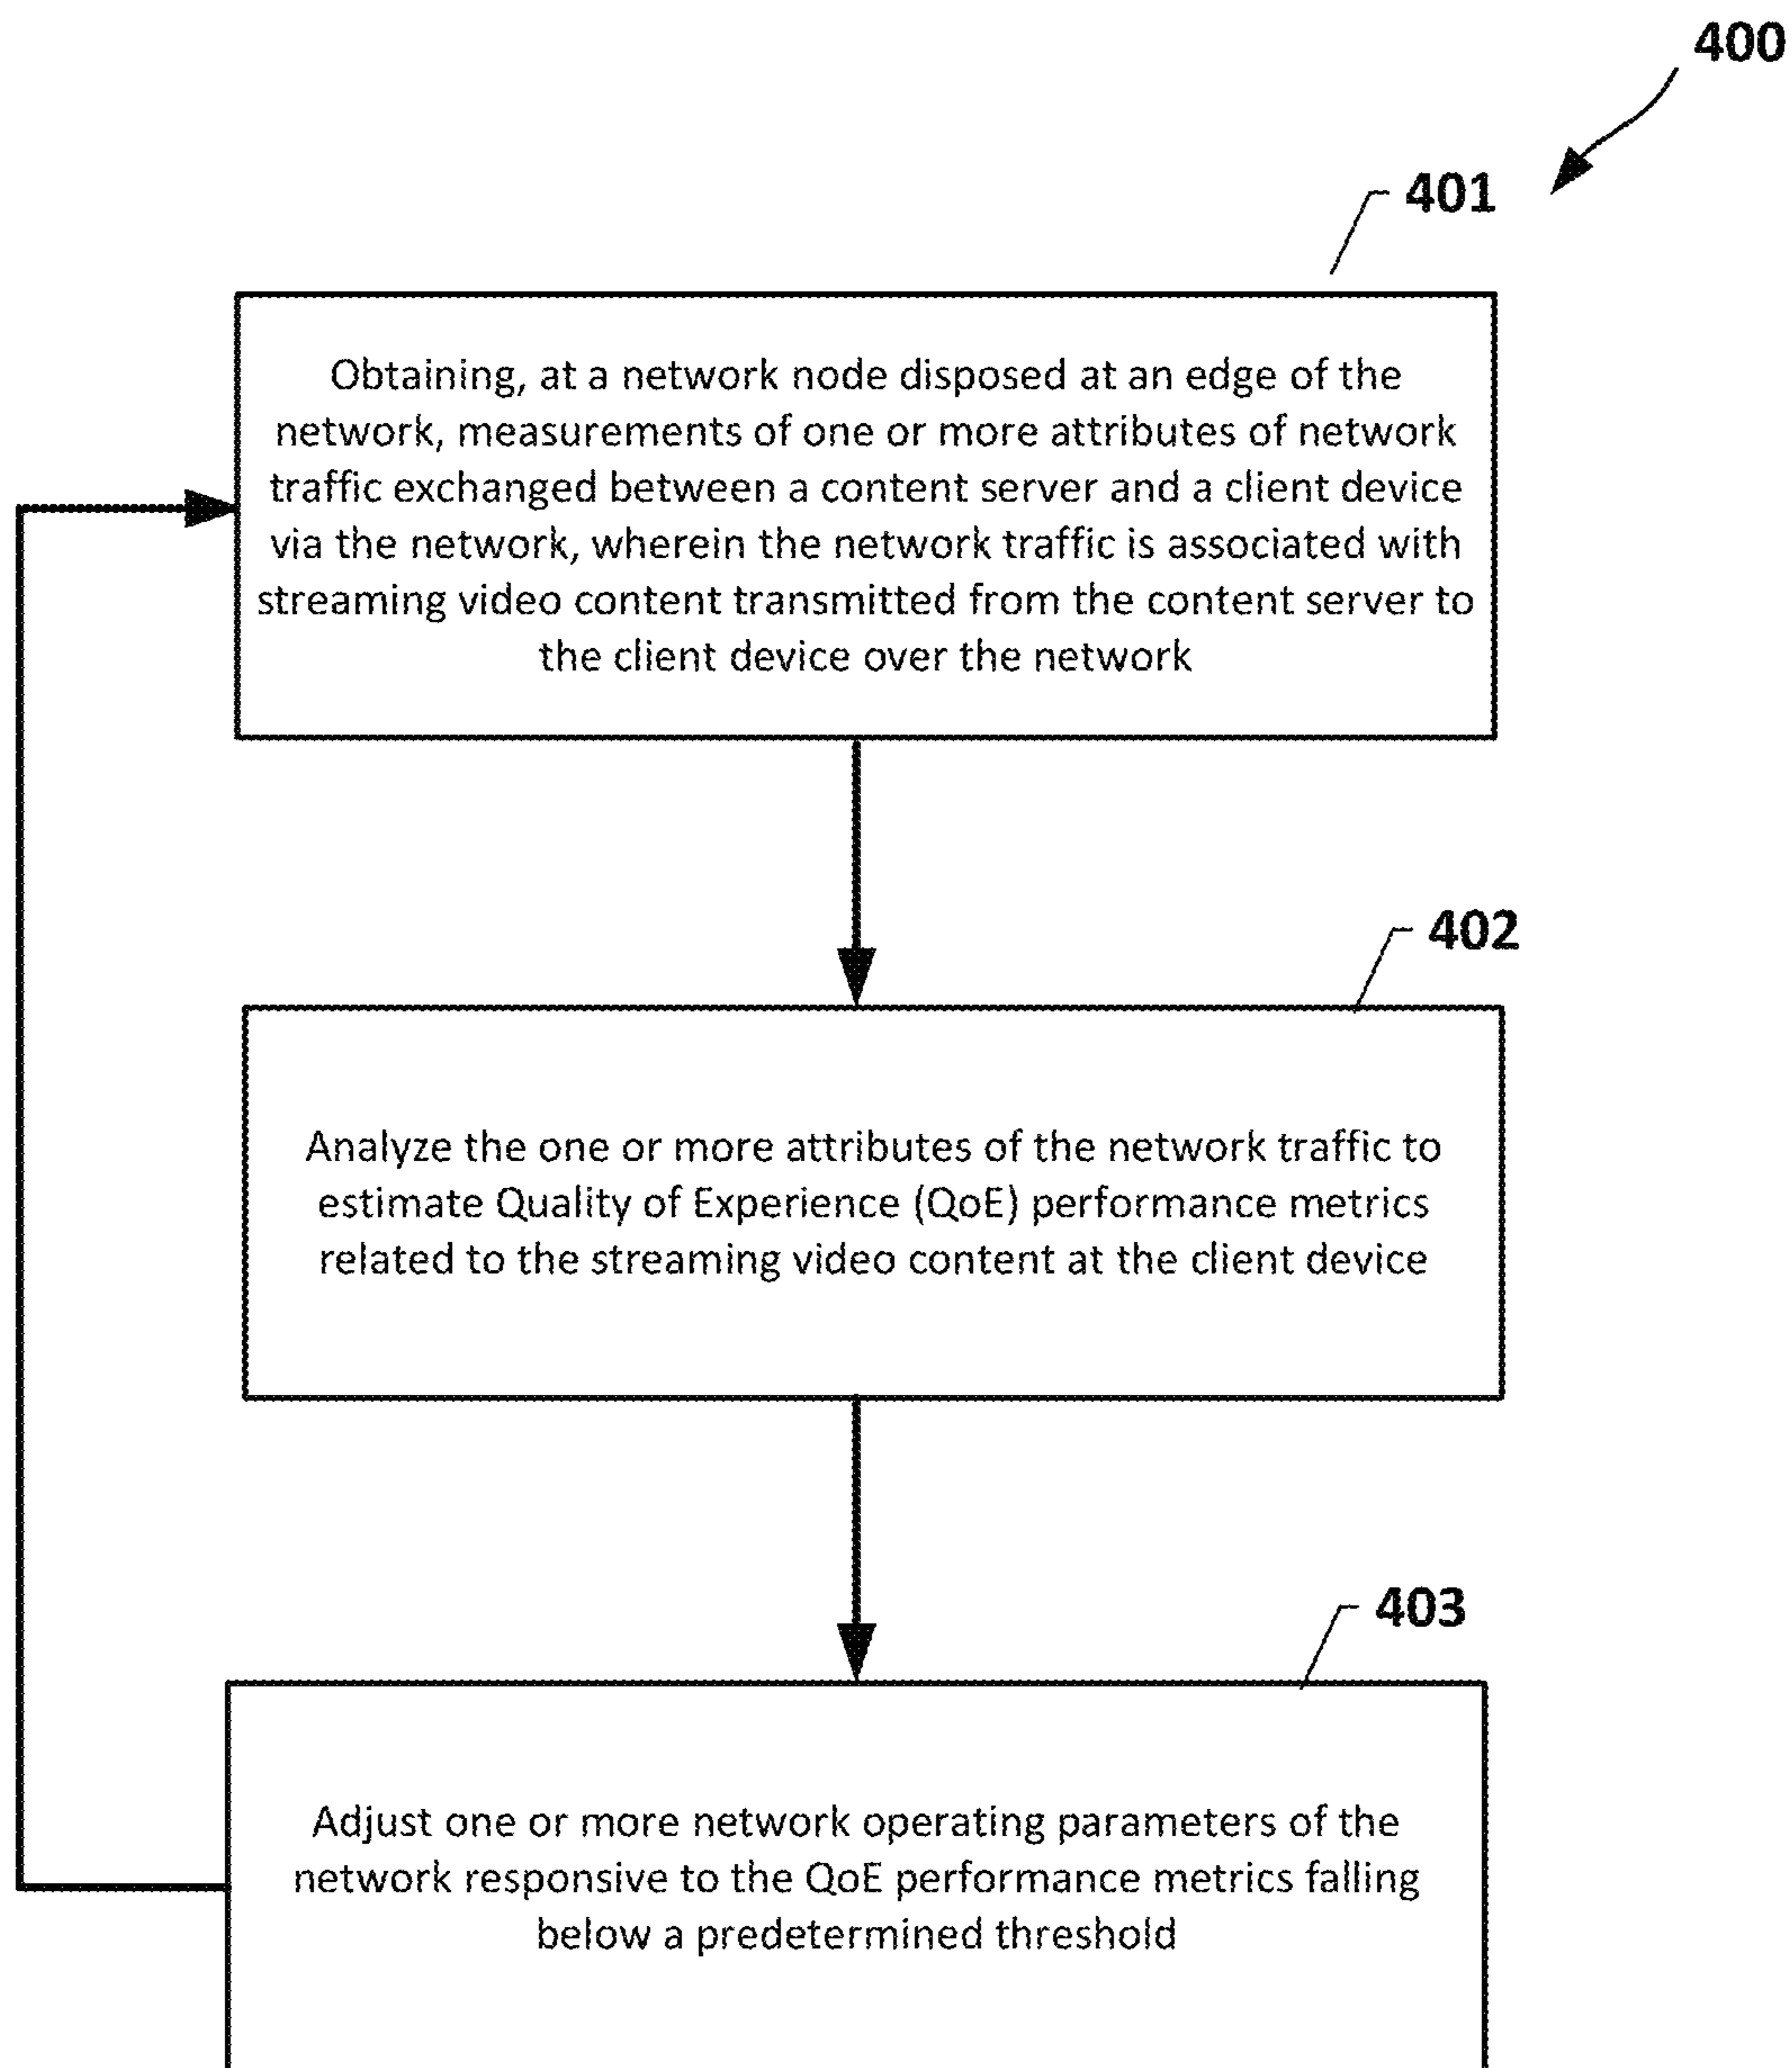 400
401
Obtaining, at a network node disposed at an edge of the
network, measurements of one or more attributes of network
traffic exchanged between a content server and a client device
via the network, wherein the network traffic is associated with
streaming video content transmitted from the content server to
the client device over the network
402
Analyze the one or more attributes of the network traffic to
estimate Quality of Experience (QoE) performance metrics
related to the streaming video content at the client device
403
Adjust one or more network operating parameters of the
network responsive to the QoE performance metrics falling
below a predetermined threshold